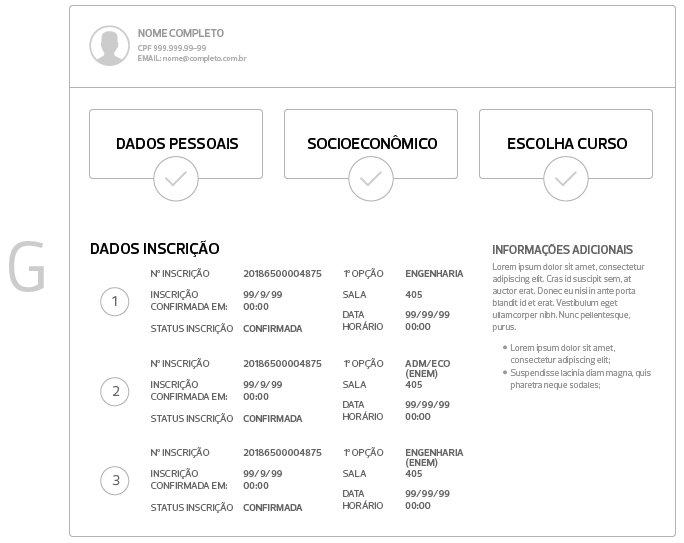 NOME COMPLETO
CPF 999.999.99-99
EMAIL: nome@completo.com.br
DADOS PESSOAIS
SOCIOECONÔMICO
ESCOLHA CURSO
G
DADOS INSCRIÇÃO
1
Nº INSCRIÇÃO 20186500004875 1ª OPÇÃO ENGENHARIA
INSCRIÇÃO 99/9/99 SALA 405
CONFIRMADA EM: 00:00
DATA 99/99/99
STATUS INSCRIÇÃO CONFIRMADA HORÁRIO 00:00
2
Nº INSCRIÇÃO 20186500004875 1ª OPÇÃO ADM/ECO
(ENEM)
INSCRIÇÃO 99/9/99 SALA 405
CONFIRMADA EM: 00:00
DATA 99/99/99
STATUS INSCRIÇÃO CONFIRMADA HORÁRIO 00:00
3
Nº INSCRIÇÃO 20186500004875 1ª OPÇÃO ENGENHARIA
(ENEM)
INSCRIÇÃO 99/9/99 SALA 405
CONFIRMADA EM: 00:00
DATA 99/99/99
STATUS INSCRIÇÃO CONFIRMADA HORÁRIO 00:00
INFORMAÇÕES ADICIONAIS
Lorem ipsum dolor sit amet, consectetur
adipiscing elit. Cras id suscipit sem, at
auctor erat. Donec eu nisi in ante porta
blandit id et erat. Vestibulum eget
ullamcorper nibh. Nunc pellentesque,
purus.
• Lorem ipsum dolor sit amet,
consectetur adipiscing elit;
• Suspendisse lacinia diam magna, quis
pharetra neque sodales;